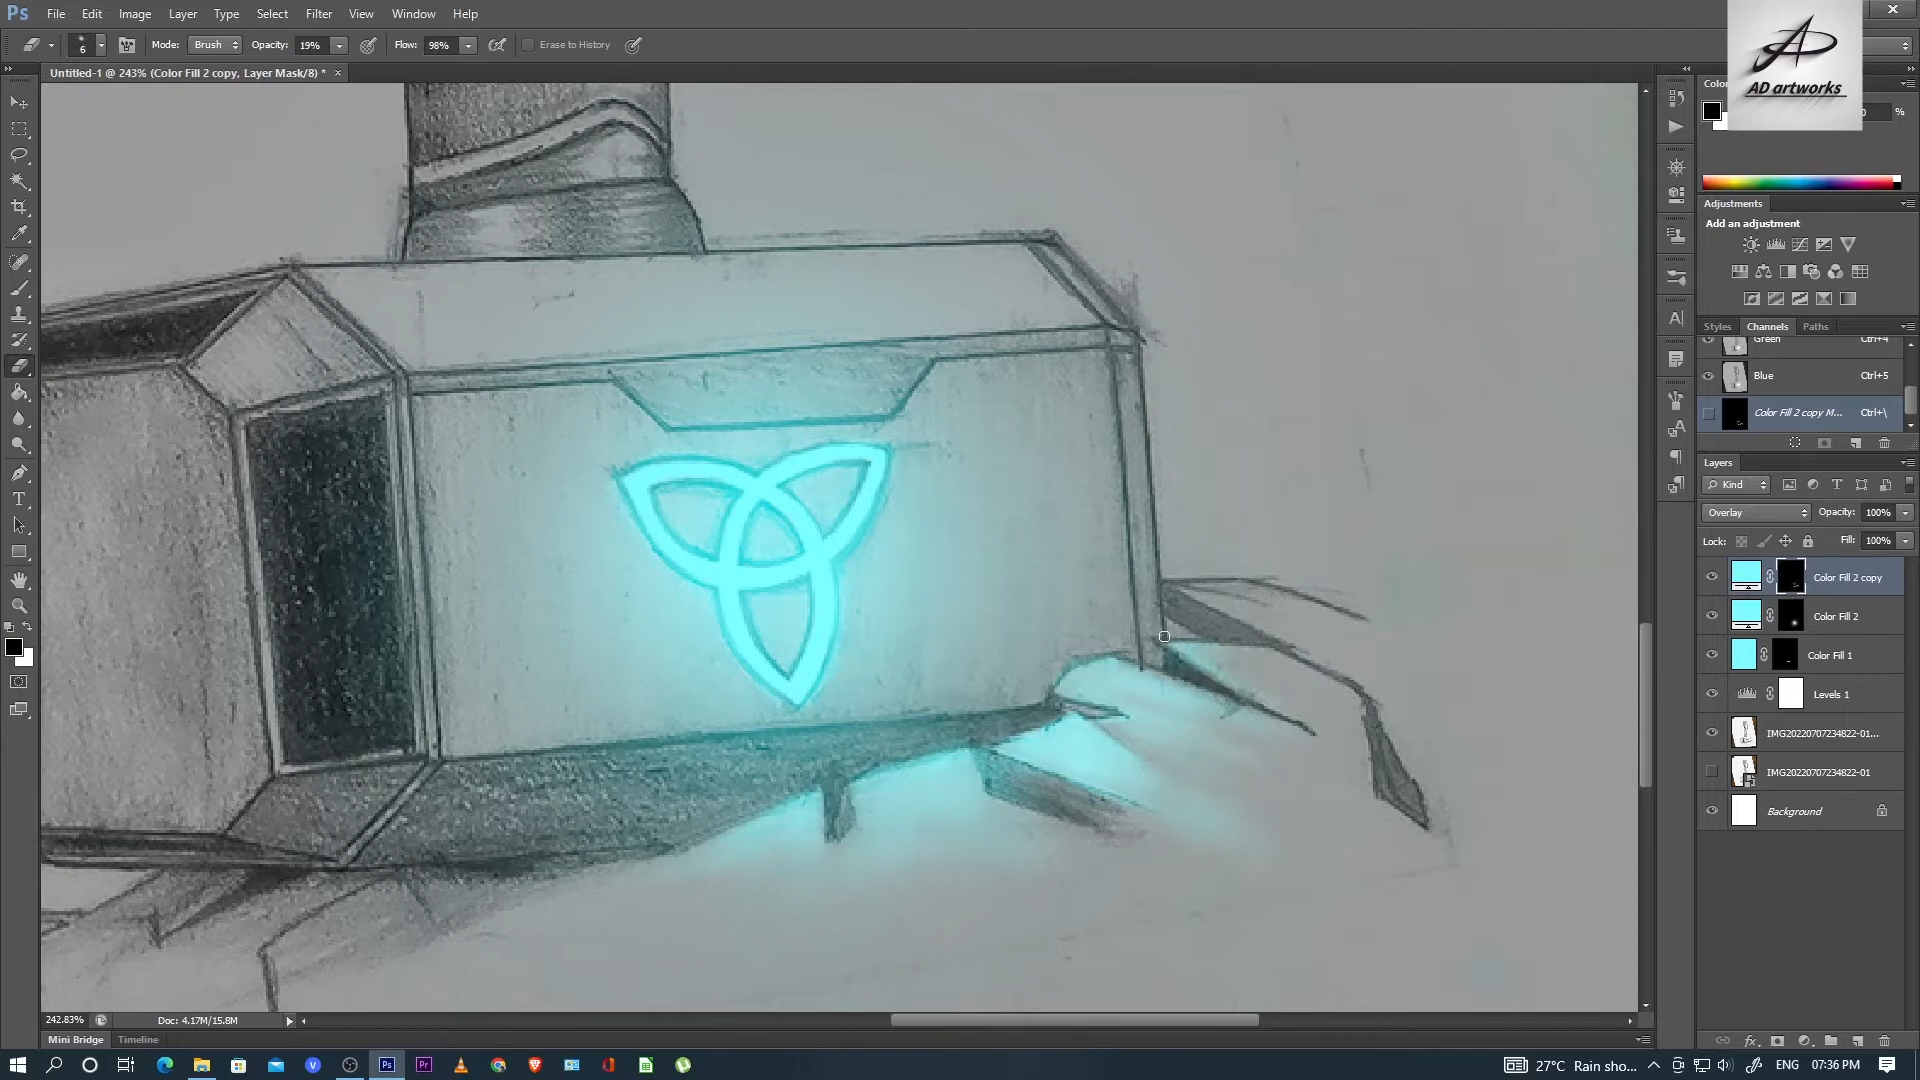 Ps File Edit Image Layer Type Select Filter View Window Help
6 Mode: Brush Opacity: 19% Flow: 98% Erase to History
Untitled-1 @ 243% (Color Fill 2 copy, Layer Mask/8) * ×
AD artworks
%
Adjustments
Add an adjustment
Styles Channels Paths
Green Ctrl+4
Blue Ctrl+5
Color Fill 2 copy M... Ctrl+\
Layers
Kind
Overlay Opacity: 100%
Lock: Fill: 100%
Color Fill 2 copy
Color Fill 2
Color Fill 1
Levels 1
IMG20220707234822-01...
IMG20220707234822-01
Background
242.83% Doc: 4.17M/15.8M
Mini Bridge Timeline
Ps Pr 27°C Rain sho... ENG 07:36 PM